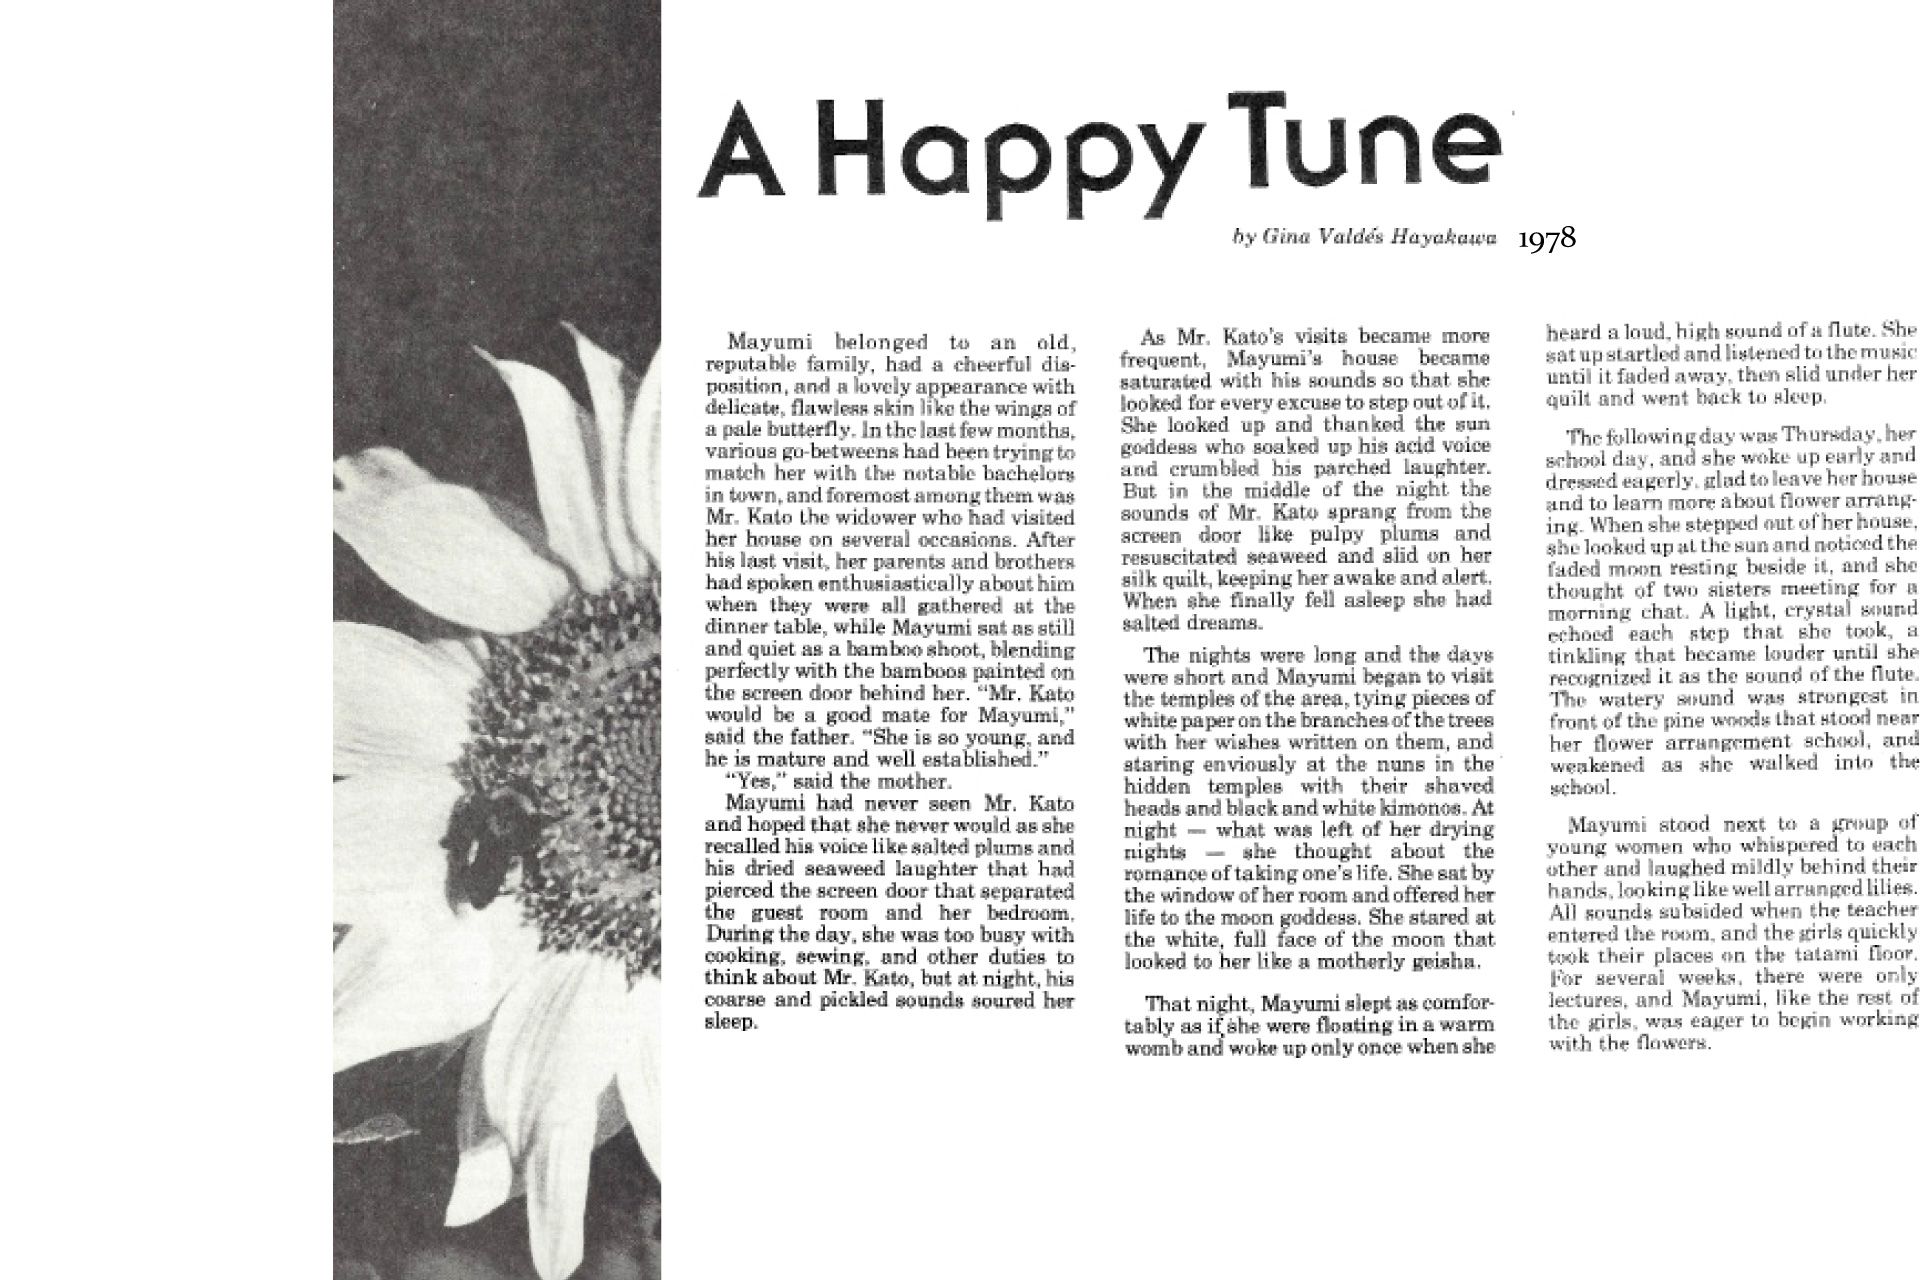 A Happy Tune
by Gina Valdés Hayakawa 1978
Mayumi belonged to an old,
reputable family, had a cheerful dis-
position, and a lovely appearance with
delicate, flawless skin like the wings of
a pale butterfly. In the last few months,
various go-betweens had been trying to
match her with the notable bachelors
in town, and foremost among them was
Mr. Kato the widower who had visited
her house on several occasions. After
his last visit, her parents and brothers
had spoken enthusiastically about him
when they were all gathered at the
dinner table, while Mayumi sat as still
and quiet as a bamboo shoot, blending
perfectly with the bamboos painted on
the screen door behind her. “Mr. Kato
would be a good mate for Mayumi,”
said the father. “She is so young, and
he is mature and well established.”
“Yes,” said the mother.
Mayumi had never seen Mr. Kato
and hoped that she never would as she
recalled his voice like salted plums and
his dried seaweed laughter that had
pierced the screen door that separated
the guest room and her bedroom.
During the day, she was too busy with
cooking, sewing, and other duties to
think about Mr. Kato, but at night, his
coarse and pickled sounds soured her
sleep.
As Mr. Kato’s visits became more
frequent, Mayumi’s house became
saturated with his sounds so that she
looked for every excuse to step out of it.
She looked up and thanked the sun
goddess who soaked up his acid voice
and crumbled his parched laughter.
But in the middle of the night the
sounds of Mr. Kato sprang from the
screen door like pulpy plums and
resuscitated seaweed and slid on her
silk quilt, keeping her awake and alert.
When she finally fell asleep she had
salted dreams.
The nights were long and the days
were short and Mayumi began to visit
the temples of the area, tying pieces of
white paper on the branches of the trees
with her wishes written on them, and
staring enviously at the nuns in the
hidden temples with their shaved
heads and black and white kimonos. At
night — what was left of her drying
nights — she thought about the
romance of taking one’s life. She sat by
the window of her room and offered her
life to the moon goddess. She stared at
the white, full face of the moon that
looked to her like a motherly geisha.
That night, Mayumi slept as comfor-
tably as if she were floating in a warm
womb and woke up only once when she
heard a loud, high sound of a flute. She
sat up startled and listened to the music
until it faded away, then slid under her
quilt and went back to sleep.
The following day was Thursday, her
school day, and she woke up early and
dressed eagerly, glad to leave her house
and to learn more about flower arrang-
ing. When she stepped out of her house,
she looked up at the sun and noticed the
faded moon resting beside it, and she
thought of two sisters meeting for a
morning chat. A light, crystal sound
echoed each step that she took, a
tinkling that became louder until she
recognized it as the sound of the flute.
The watery sound was strongest in
front of the pine woods that stood near
her flower arrangement school, and
weakened as she walked into the
school.
Mayumi stood next to a group of
young women who whispered to each
other and laughed mildly behind their
hands, looking like well arranged lilies.
All sounds subsided when the teacher
entered the room, and the girls quickly
took their places on the tatami floor.
For several weeks, there were only
lectures, and Mayumi, like the rest of
the girls, was eager to begin working
with the flowers.